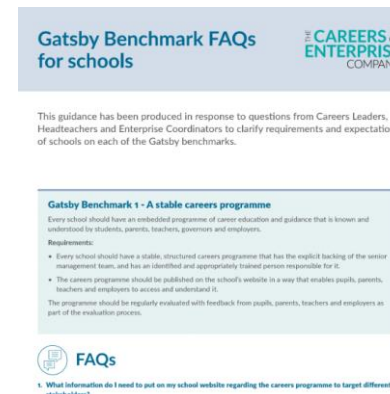 Gatsby Benchmark FAQs
for schools
THE CAREERS &
ENTERPRISE
COMPANY
This guidance has been produced in response to questions from Careers Leaders,
Headteachers and Enterprise Coordinators to clarify requirements and expectatio
of schools on each of the Gatsby benchmarks.
Gatsby Benchmark 1 - A stable careers programme
Every school should have an embedded programme of career education and guidance that is known and
understood by students, parents, teachers, governors and employers.
Requirements:
• Every school should have a stable, structured careers programme that has the explicit backing of the senior
management team, and has an identified and appropriately trained person responsible for it.
• The careers programme should be published on the school's website in a way that enables pupils, parents,
teachers and employers to access and understand it.
The programme should be regularly evaluated with feedback from pupils, parents, teachers and employers as
part of the evaluation process.
FAQs
1. What information do I need to put on my school website regarding the careers programme to target different
stakeholders?